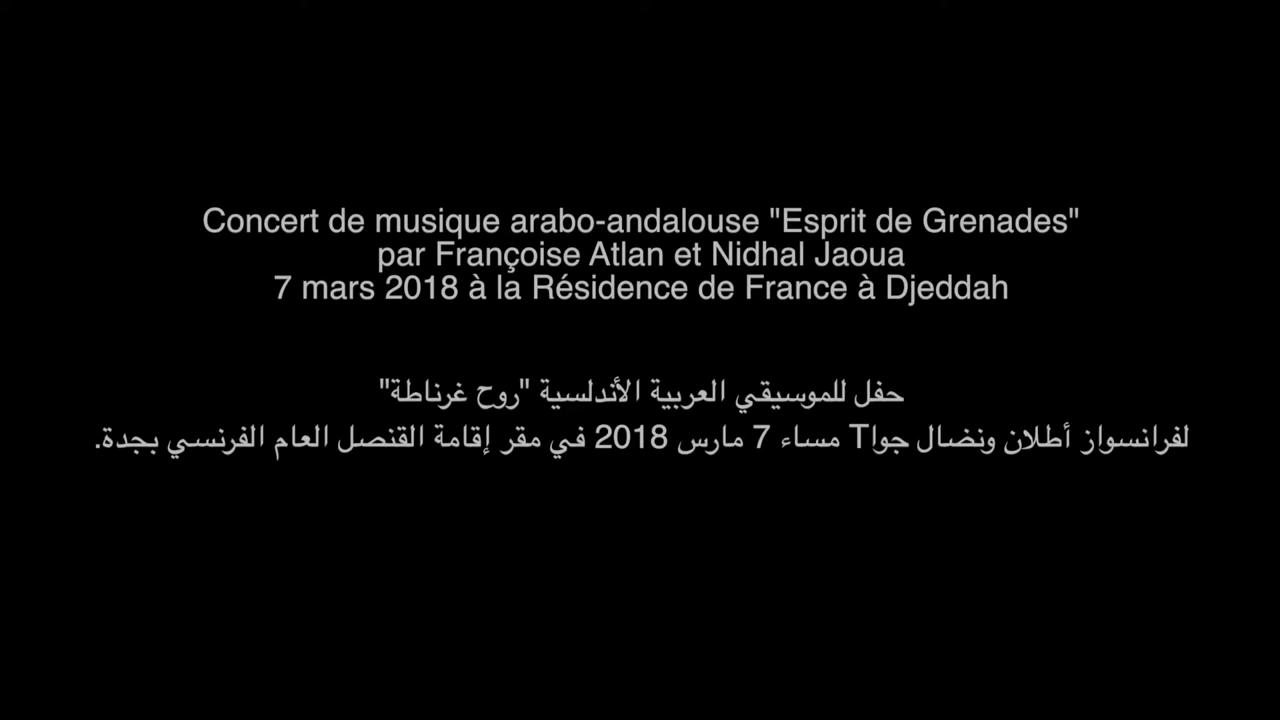 Concert de musique arabo-andalouse "Esprit de Grenades"
par Françoise Atlan et Nidhal Jaoua
7 mars 2018 à la Résidence de France à Djeddah
حفل للموسيقي العربية الأندلسية "روح غرناطة"
لفرانسواز أطلان ونضال جواT مساء 7 مارس 2018 في مقر إقامة القنصل العام الفرنسي بجدة.